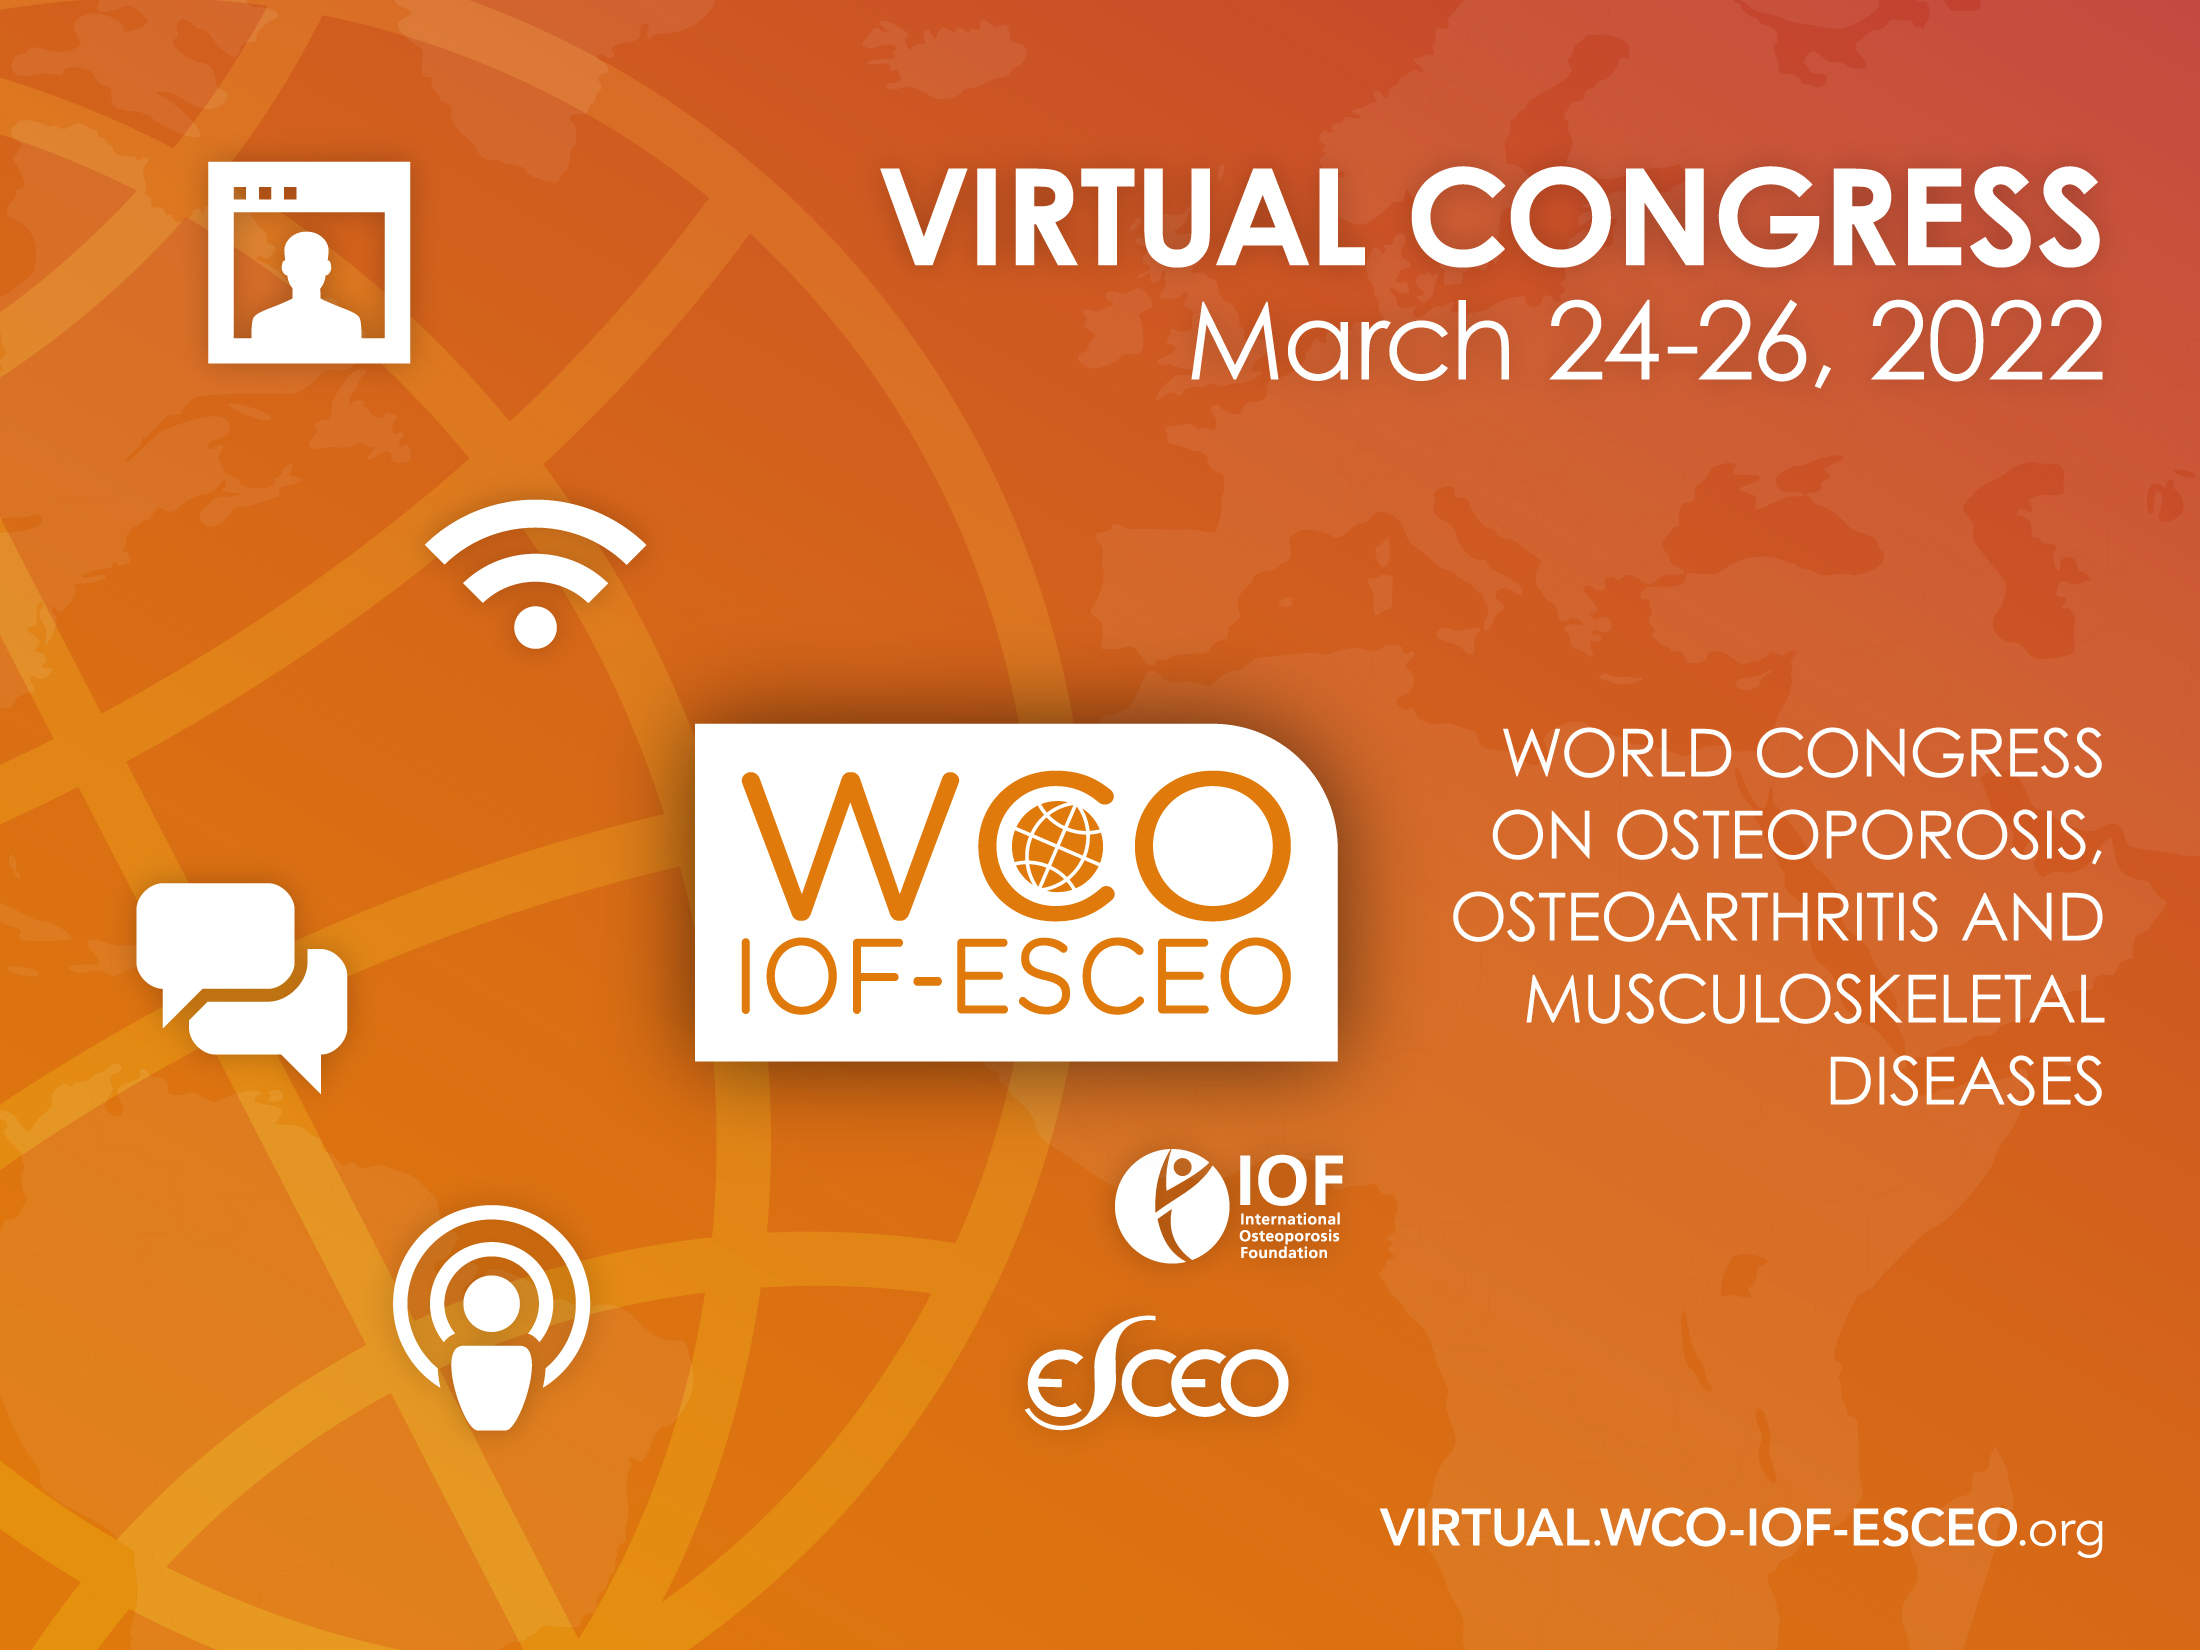 VIRTUAL CONGRESS
March 24-26, 2022
WCO
IOF-ESCEO
WORLD CONGRESS
ON OSTEOPOROSIS,
OSTEOARTHRITIS AND
MUSCULOSKELETAL
DISEASES
IOF
International
Osteoporosis
Foundation
ESCEO
VIRTUAL.WCO-IOF-ESCEO.org